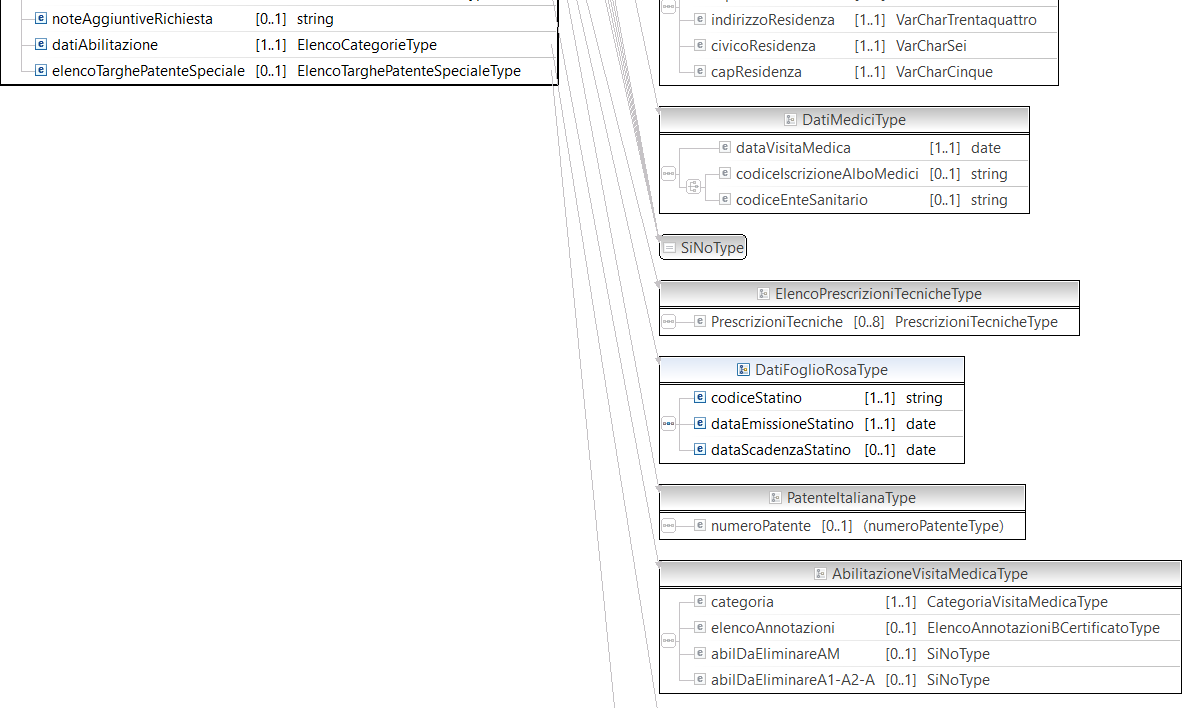 noteAggiuntiveRichiesta [0..1] string
datiAbilitazione [1..1] ElencoCategorieType
elencoTarghePatenteSpeciale [0..1] ElencoTarghePatenteSpecialeType
indirizzoResidenza [1..1] VarCharTrentaquattro
civicoResidenza [1..1] VarCharSei
capResidenza [1..1] VarCharCinque
DatiMediciType
dataVisitaMedica [1..1] date
codiceIscrizioneAlboMedici [0..1] string
codiceEnteSanitario [0..1] string
SiNoType
ElencoPrescrizioniTecnicheType
PrescrizioniTecniche [0..8] PrescrizioniTecnicheType
DatiFoglioRosaType
codiceStatino [1..1] string
dataEmissioneStatino [1..1] date
dataScadenzaStatino [0..1] date
PatenteItalianaType
numeroPatente [0..1] (numeroPatenteType)
AbilitazioneVisitaMedicaType
categoria [1..1] CategoriaVisitaMedicaType
elencoAnnotazioni [0..1] ElencoAnnotazioniBCertificatoType
abilDaEliminareAM [0..1] SiNoType
abilDaEliminareA1-A2-A [0..1] SiNoType